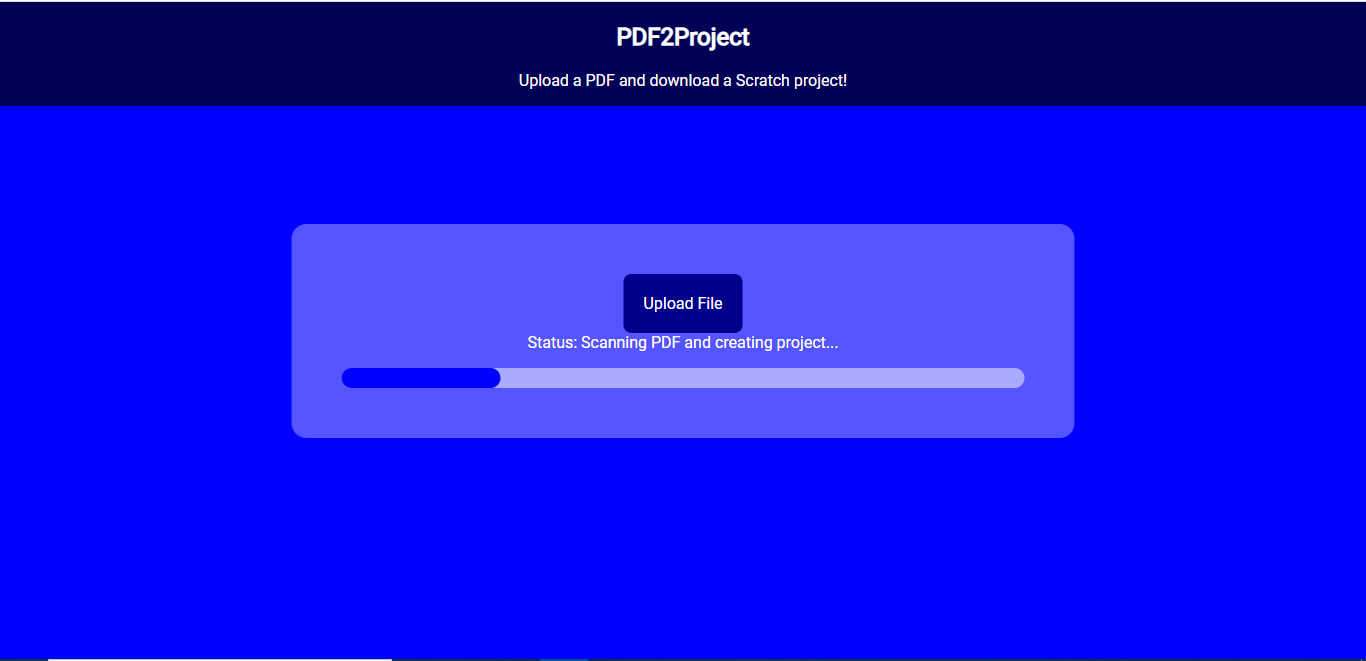 PDF2Project
Upload a PDF and download a Scratch project!
Upload File
Status: Scanning PDF and creating project...